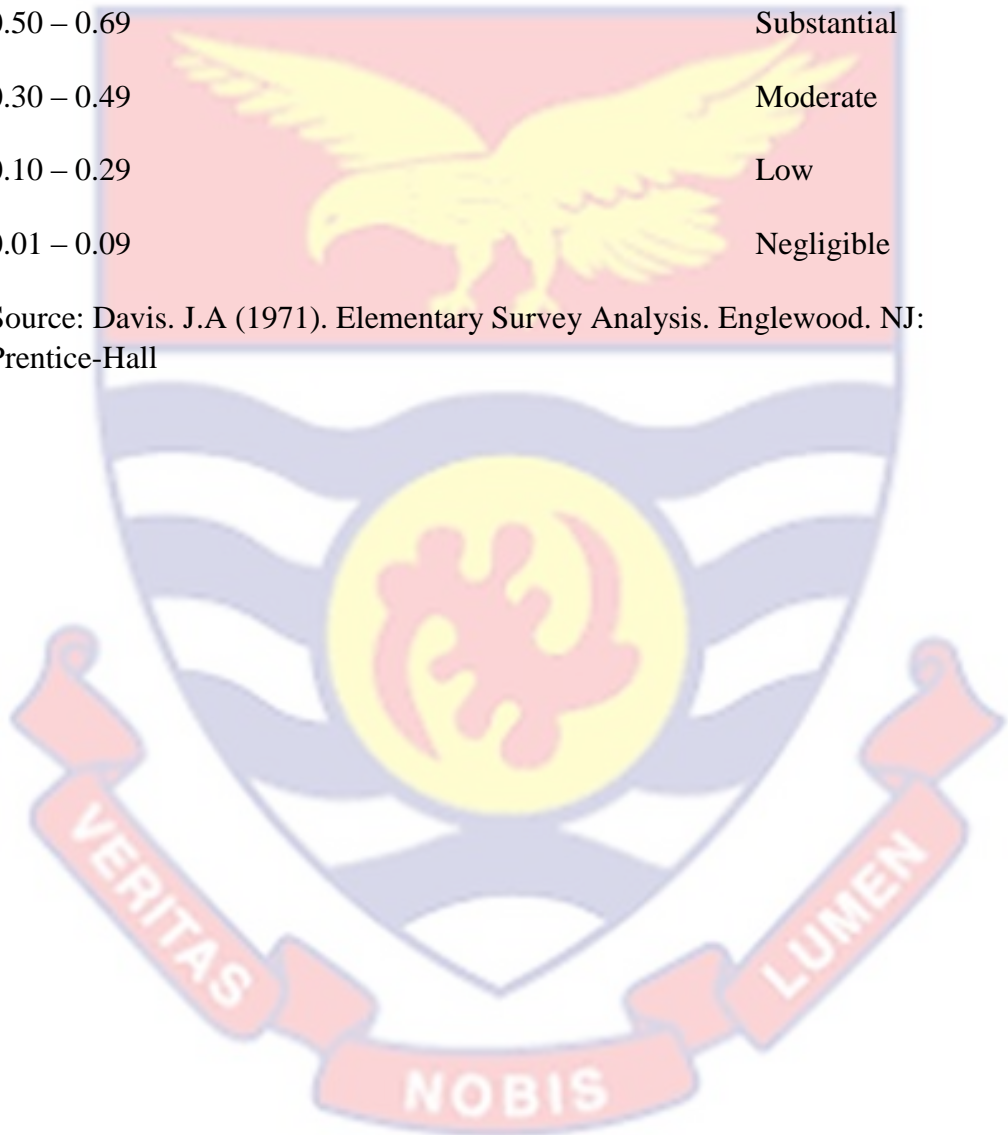 0.50 – 0.69 Substantial
0.30 – 0.49 Moderate
0.10 – 0.29 Low
0.01 – 0.09 Negligible
Source: Davis. J.A (1971). Elementary Survey Analysis. Englewood. NJ:
Prentice-Hall
VERITAS
NOBIS
LUMEN